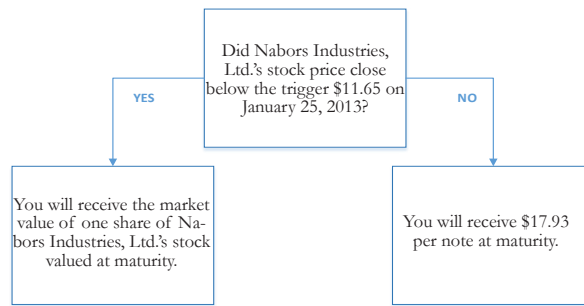 Did Nabors Industries,
Ltd.’s stock price close
below the trigger $11.65 on
January 25, 2013?
YES
NO
You will receive the market
value of one share of Na-
bors Industries, Ltd.’s stock
valued at maturity.
You will receive $17.93
per note at maturity.